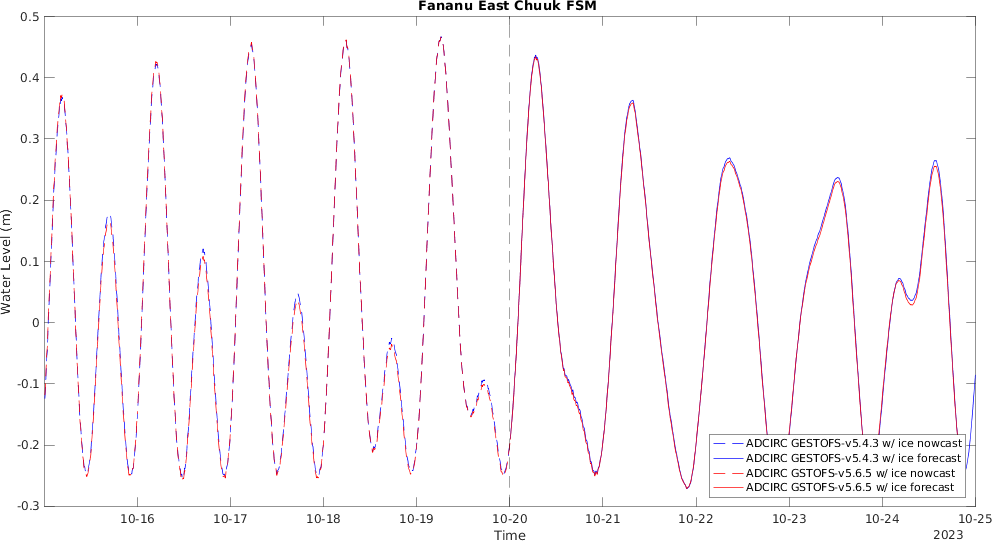 Fananu East Chuuk FSM
0.5
0.4
0.3
0.2
0.1
0
-0.1
-0.2
-0.3
Water Level (m)
10-16
10-17
10-18
10-19
10-20
10-21
10-22
10-23
10-24
10-25
Time
2023
ADCIRC GESTOFS-v5.4.3 w/ ice nowcast
ADCIRC GESTOFS-v5.4.3 w/ ice forecast
ADCIRC GSTOFS-v5.6.5 w/ ice nowcast
ADCIRC GSTOFS-v5.6.5 w/ ice forecast